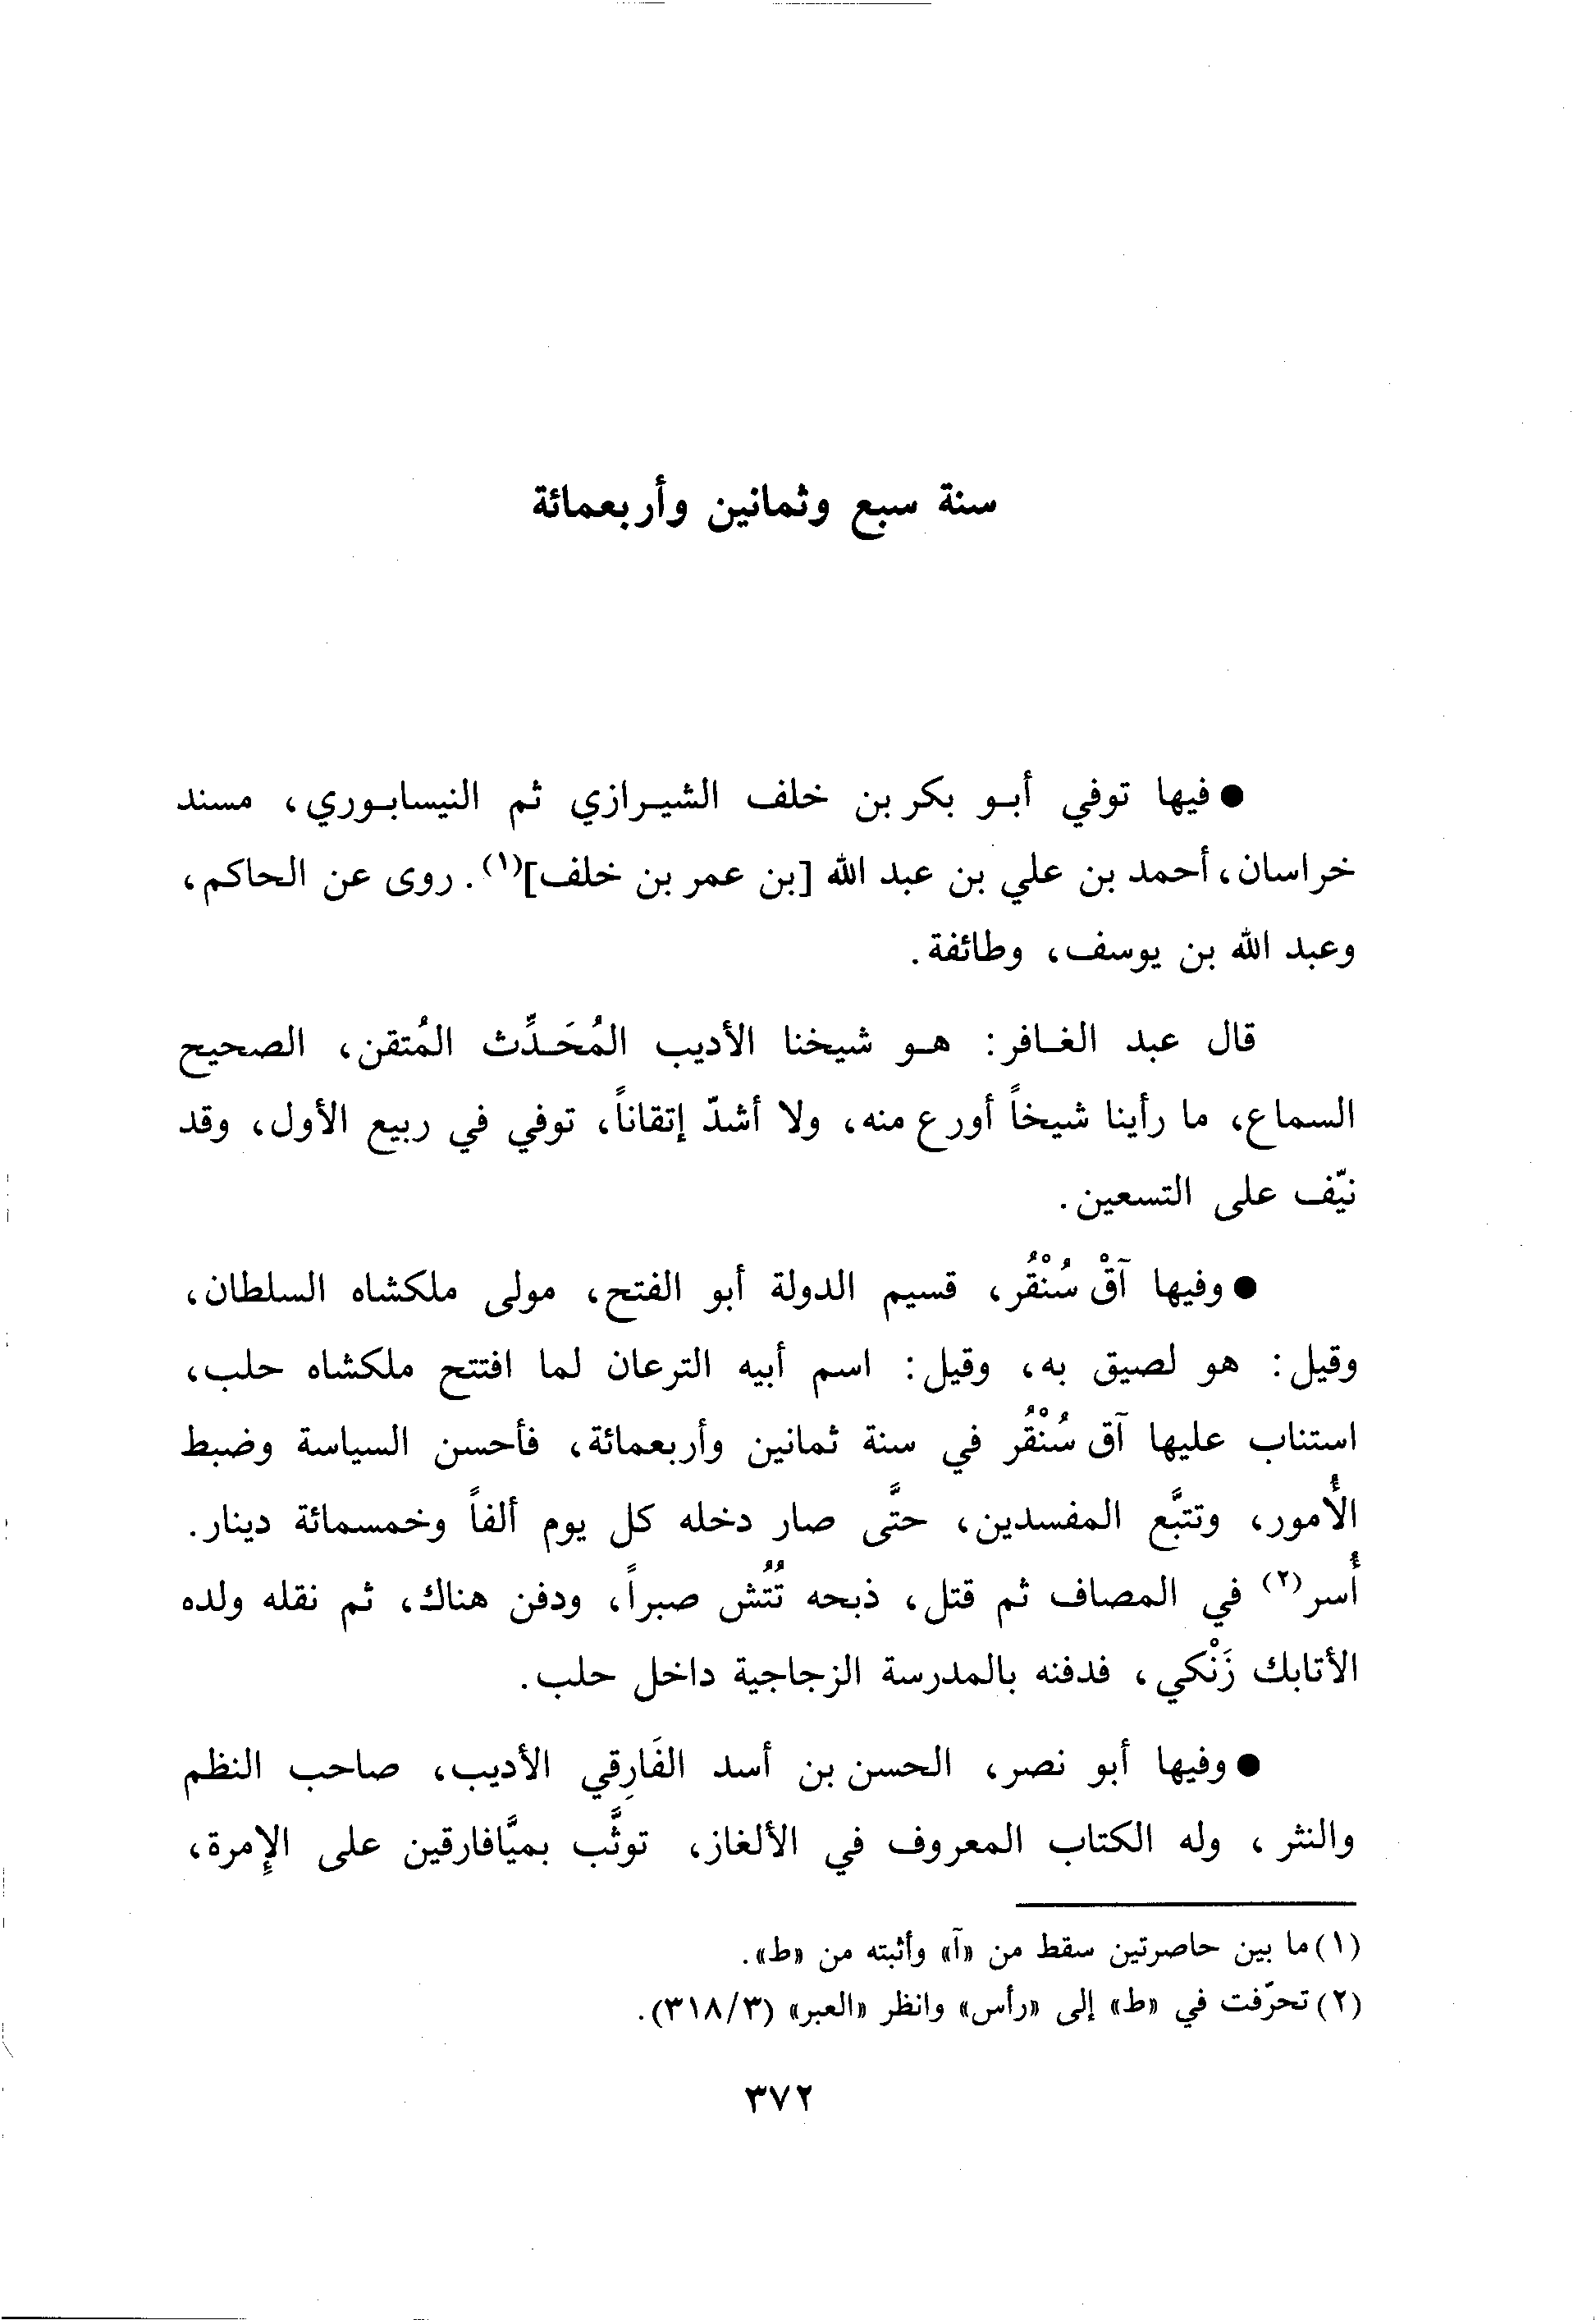 سنة سبع وثمانين وأربعمائة
● فيها توفي أبو بكر بن خلف الشيرازي ثم النيسابوري، مسند
خراسان، أحمد بن علي بن عبد الله [بن عمر بن خلف](١). روى عن الحاكم،
وعبد الله بن يوسف، وطائفة.
قال عبد الغافر: هو شيخنا الأديب المُحَدِّث المُتقن، الصحيح
السماع، ما رأينا شيخاً أورع منه، ولا أشدّ إتقاناً، توفي في ربيع الأول، وقد
نيّف على التسعين.
● وفيها آقْ سُنْقُر، قسيم الدولة أبو الفتح، مولى ملكشاه السلطان،
وقيل: هو لصيق به، وقيل: اسم أبيه الترعان لما افتتح ملكشاه حلب،
استناب عليها آق سُنْقُر في سنة ثمانين وأربعمائة، فأحسن السياسة وضبط
الأُمور، وتتبَّع المفسدين، حتَّى صار دخله كل يوم ألفاً وخمسمائة دينار.
أُسر(٢) في المصاف ثم قتل، ذبحه تُتُش صبراً، ودفن هناك، ثم نقله ولده
الأتابك زَنْكي، فدفنه بالمدرسة الزجاجية داخل حلب.
● وفيها أبو نصر، الحسن بن أسد الفَارِقي الأديب، صاحب النظم
والنثر، وله الكتاب المعروف في الألغاز، توثَّب بميَّافارقين على الإِمرة،
(١) ما بين حاصرتين سقط من «آ» وأثبته من «ط».
(٢) تحرّفت في «ط» إلى «رأس» وانظر «العبر» (٣/٣١٨).
٣٧٢